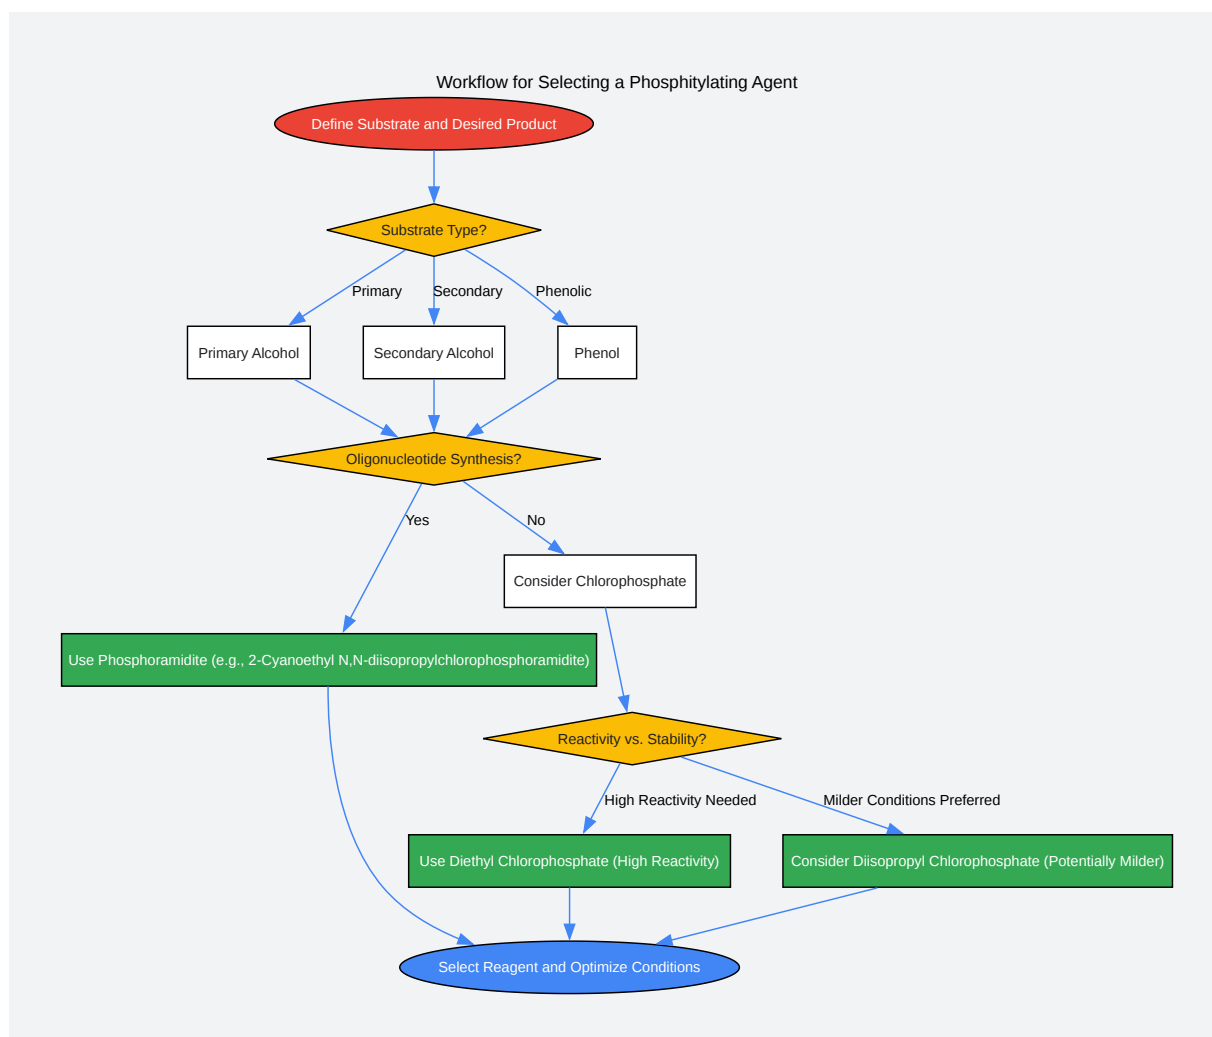 Workflow for Selecting a Phosphitylating Agent
Define Substrate and Desired Product
Substrate Type?
Primary
Secondary
Phenolic
Primary Alcohol
Secondary Alcohol
Phenol
Oligonucleotide Synthesis?
Yes
No
Consider Chlorophosphate
Use Phosphoramidite (e.g., 2-Cyanoethyl N,N-diisopropylchlorophosphoramidite)
Reactivity vs. Stability?
High Reactivity Needed
Milder Conditions Preferred
Use Diethyl Chlorophosphate (High Reactivity)
Consider Diisopropyl Chlorophosphate (Potentially Milder)
Select Reagent and Optimize Conditions